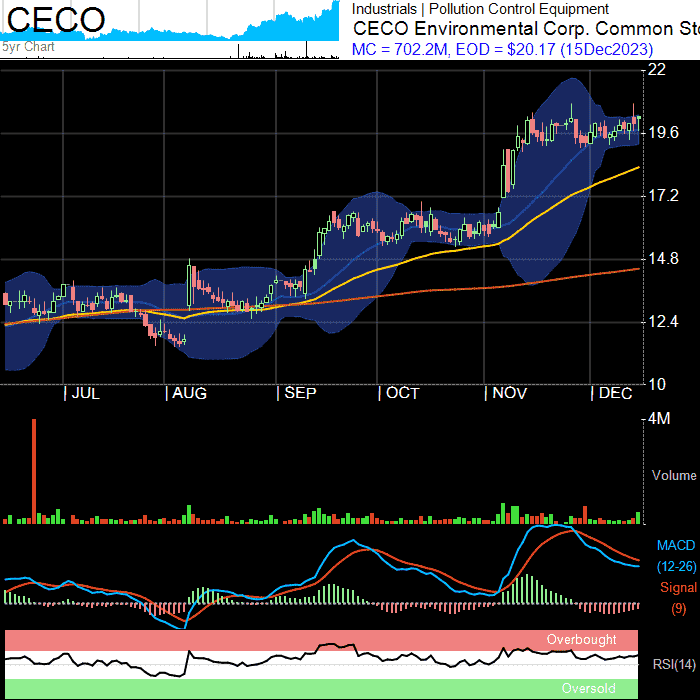 CECO
5yr Chart
Industrials | Pollution Control Equipment
CECO Environmental Corp. Common Sto
MC = 702.2M, EOD = $20.17 (15Dec2023)
22
19.6
17.2
14.8
12.4
10
| JUL | AUG | SEP | OCT | NOV | DEC
4M
Volume
MACD
(12-26)
Signal
(9)
Overbought
RSI(14)
Oversold